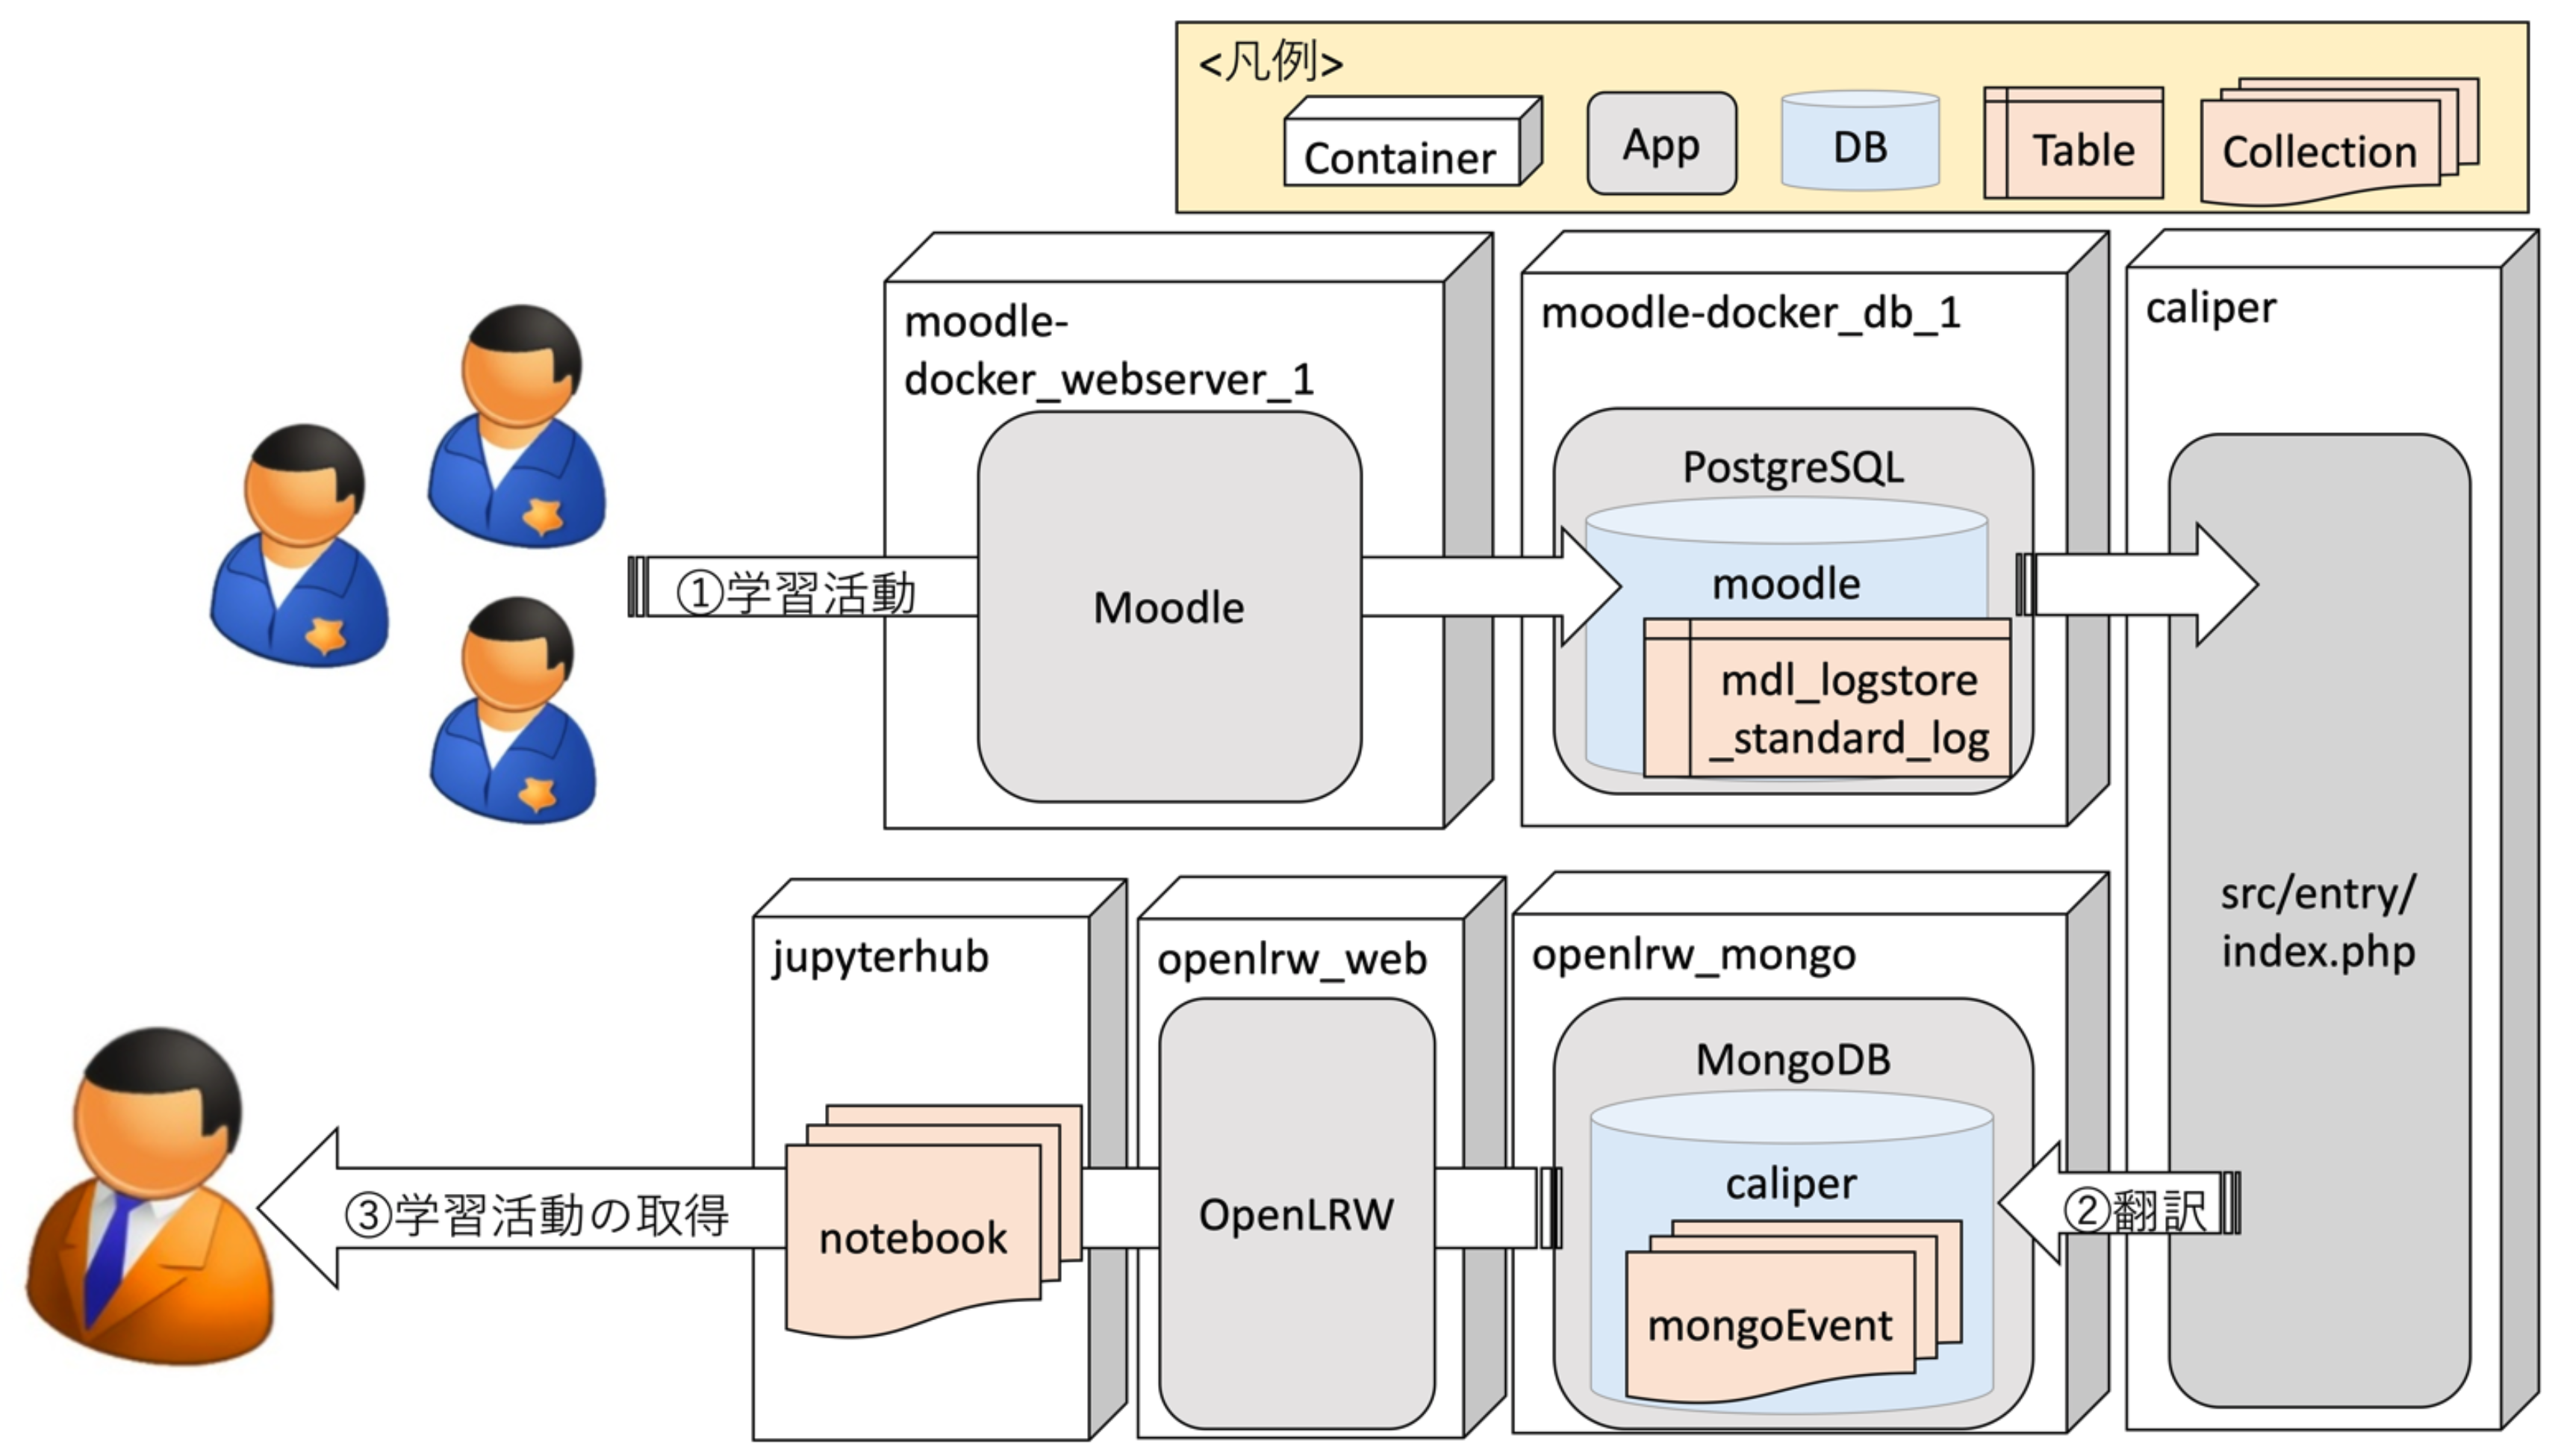 <凡例>
Container
App
DB
Table
Collection
moodle-
docker_webserver_1
Moodle
moodle-docker_db_1
PostgreSQL
moodle
mdl_logstore
_standard_log
caliper
src/entry/
index.php
①学習活動
jupyterhub
notebook
openlrw_web
OpenLRW
openlrw_mongo
MongoDB
caliper
mongoEvent
②翻訳
③学習活動の取得